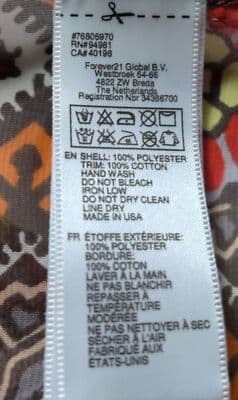 #76806970
RN#94981
CA#40198
Forever21 Global B.V.
Westbroek 64-66
4822 ZW Breda
The Netherlands
Registration Nbr 34386700
EN SHELL: 100% POLYESTER
TRIM: 100% COTTON
HAND WASH
DO NOT BLEACH
IRON LOW
DO NOT DRY CLEAN
LINE DRY
MADE IN USA
FR ÉTOFFE EXTÉRIEURE:
100% POLYESTER
BORDURE:
100% COTON
LAVER À LA MAIN
NE PAS BLANCHIR
REPASSER À
TEMPÉRATURE
MODÉRÉE
NE PAS NETTOYER À SEC
SÉCHER À L'AIR
FABRIQUÉ AUX
ÉTATS-UNIS